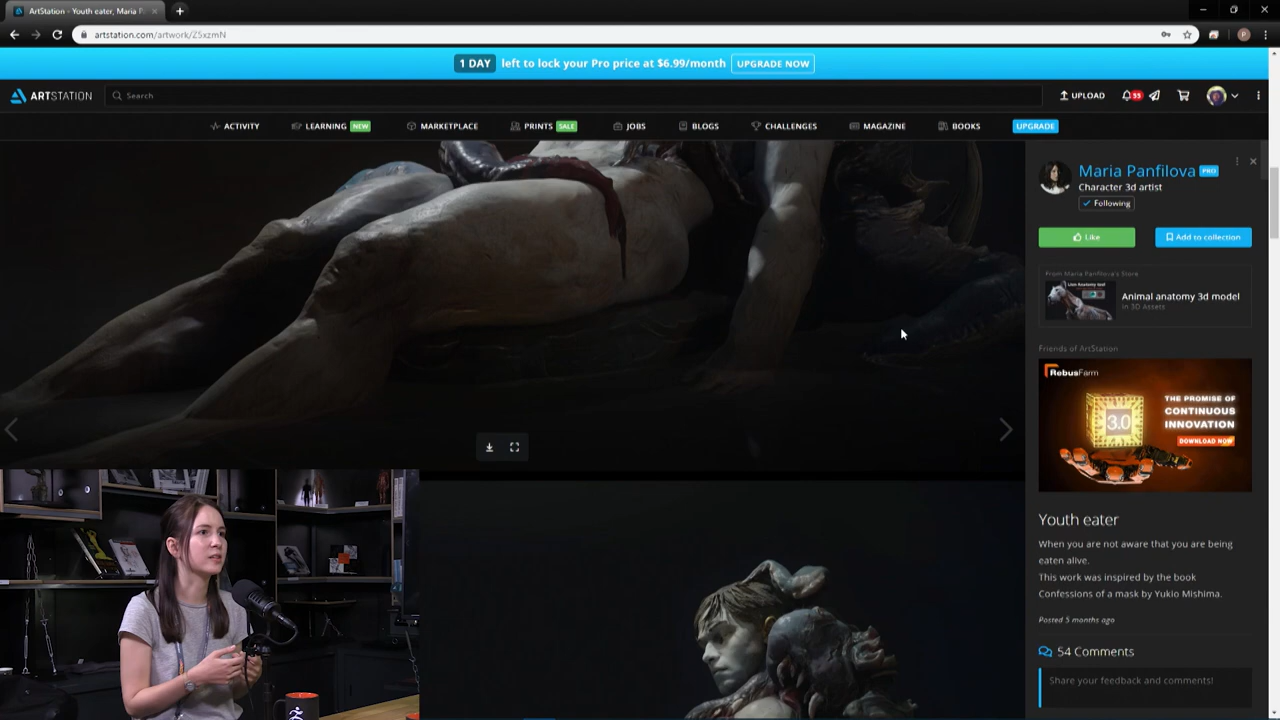 ArtStation - Youth eater, Maria P
artstation.com/artwork/Z5xzmN
1 DAY left to lock your Pro price at $6.99/month UPGRADE NOW
ARTSTATION Search UPLOAD 55
ACTIVITY LEARNING NEW MARKETPLACE PRINTS SALE JOBS BLOGS CHALLENGES MAGAZINE BOOKS UPGRADE
Maria Panfilova PRO
Character 3d artist
Following
Like Add to collection
From Maria Panfilova's Store
Animal anatomy 3d model
in 3D Assets
Friends of ArtStation
RebusFarm
THE PROMISE OF
CONTINUOUS
INNOVATION
3.0
DOWNLOAD NOW
Youth eater
When you are not aware that you are being
eaten alive.
This work was inspired by the book
Confessions of a mask by Yukio Mishima.
Posted 5 months ago
54 Comments
Share your feedback and comments!